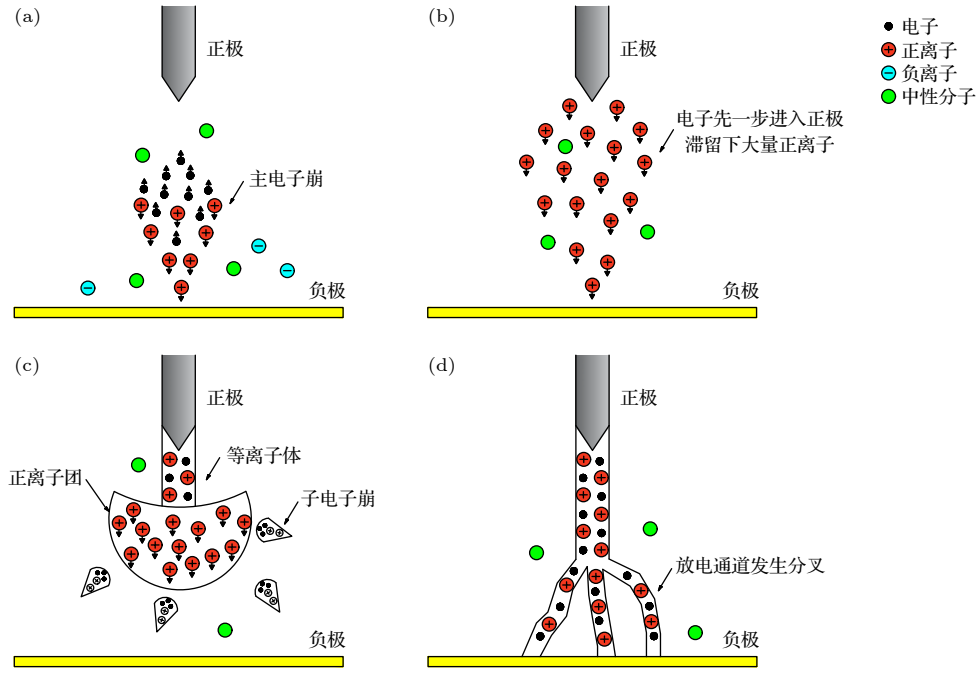 (a)
正极
主电子崩
负极
(b)
正极
电子先一步进入正极
滞留下大量正离子
负极
电子
正离子
负离子
中性分子
(c)
正极
等离子体
正离子团
子电子崩
负极
(d)
正极
放电通道发生分叉
负极